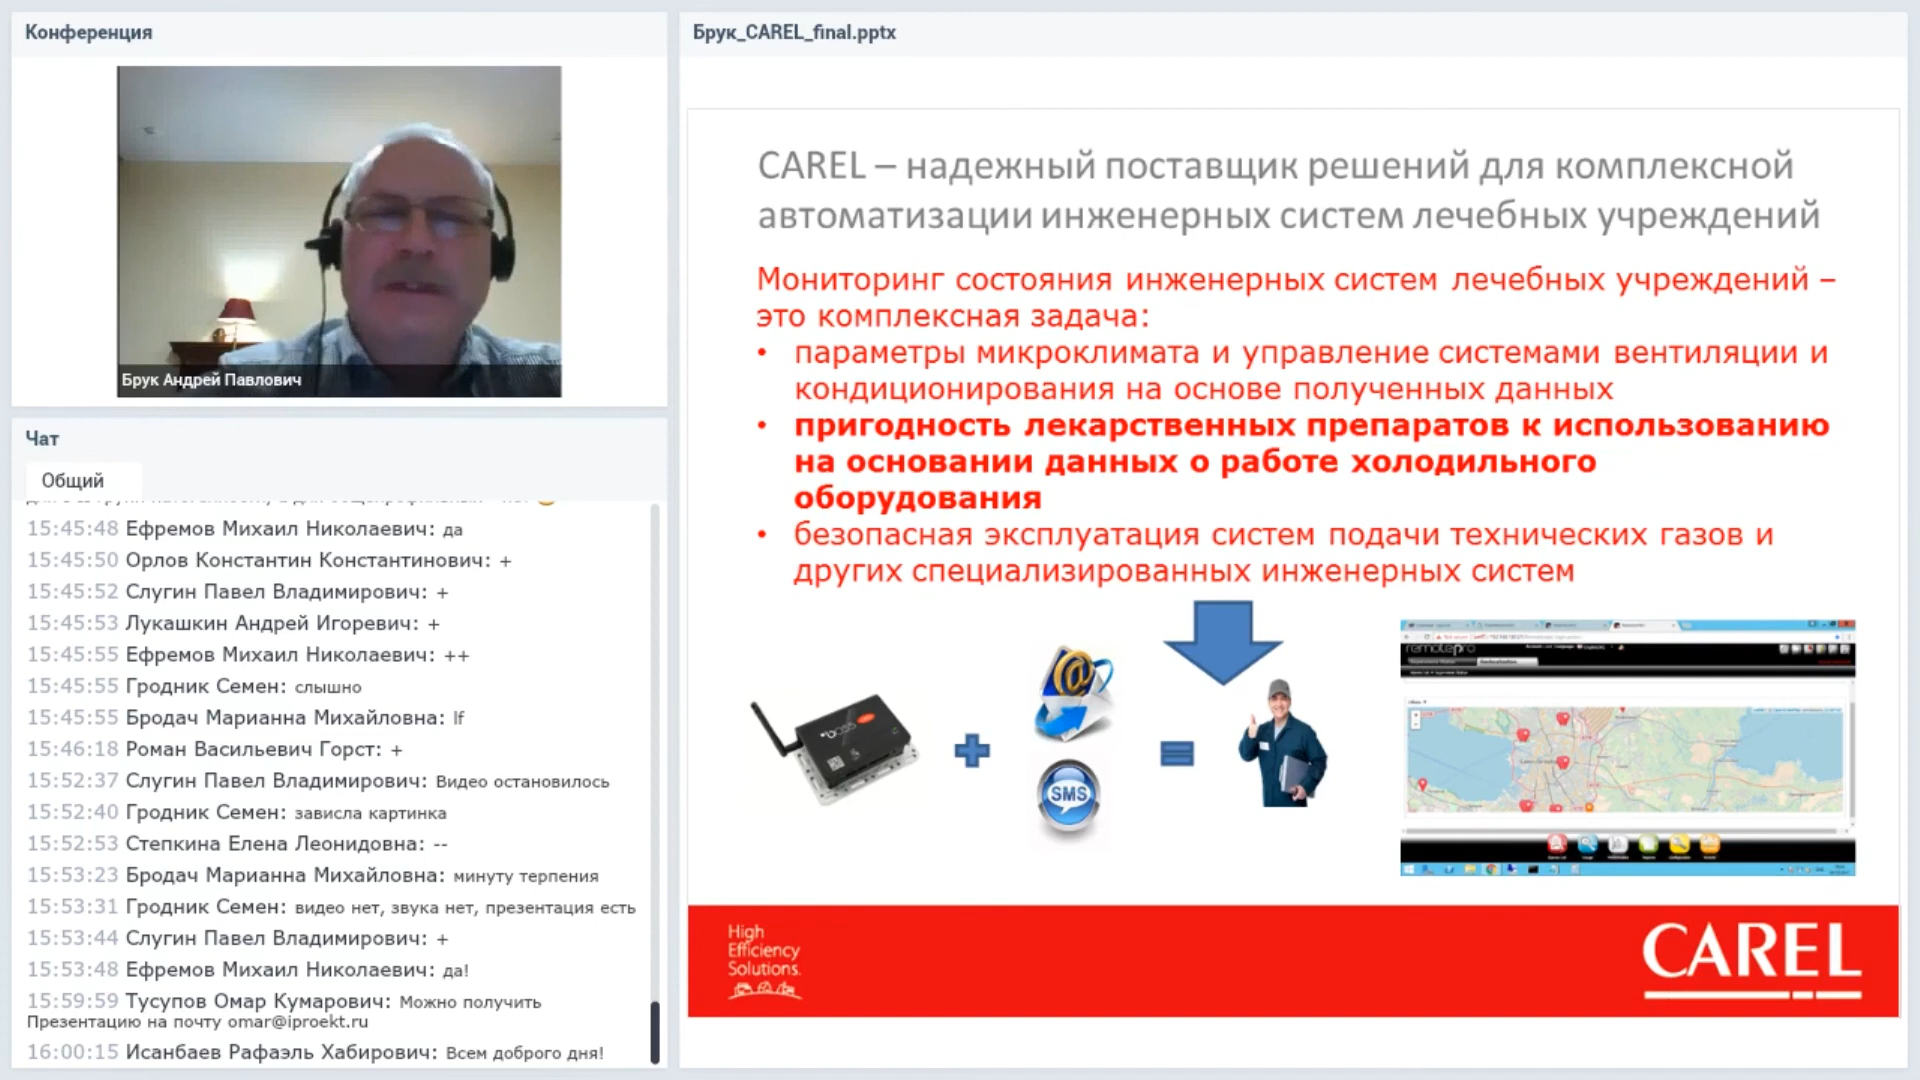 Конференция
Брук Андрей Павлович
Чат
Общий
15:45:48 Ефремов Михаил Николаевич: да
15:45:50 Орлов Константин Константинович: +
15:45:52 Слугин Павел Владимирович: +
15:45:53 Лукашкин Андрей Игоревич: +
15:45:55 Ефремов Михаил Николаевич: ++
15:45:55 Гродник Семен: слышно
15:45:55 Бродач Марианна Михайловна: lf
15:46:18 Роман Васильевич Горст: +
15:52:37 Слугин Павел Владимирович: Видео остановилось
15:52:40 Гродник Семен: зависла картинка
15:52:53 Степкина Елена Леонидовна: --
15:53:23 Бродач Марианна Михайловна: минуту терпения
15:53:31 Гродник Семен: видео нет, звука нет, презентация есть
15:53:44 Слугин Павел Владимирович: +
15:53:48 Ефремов Михаил Николаевич: да!
15:59:59 Тусупов Омар Кумарович: Можно получить
Презентацию на почту omar@iproekt.ru
16:00:15 Исанбаев Рафаэль Хабирович: Всем доброго дня!
Брук_CAREL_final.pptx
CAREL – надежный поставщик решений для комплексной
автоматизации инженерных систем лечебных учреждений
Мониторинг состояния инженерных систем лечебных учреждений –
это комплексная задача:
• параметры микроклимата и управление системами вентиляции и
кондиционирования на основе полученных данных
• пригодность лекарственных препаратов к использованию
на основании данных о работе холодильного
оборудования
• безопасная эксплуатация систем подачи технических газов и
других специализированных инженерных систем
boss
@
SMS
remotepro
High
Efficiency
Solutions.
CAREL